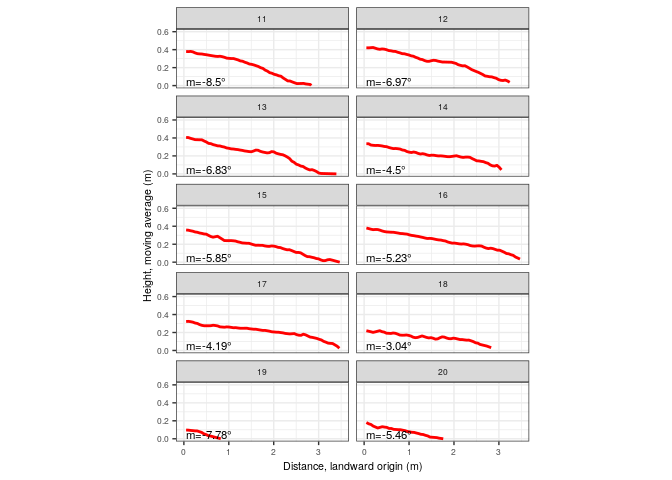 11
12
0.6
0.4
0.2
0.0
m=-8.5°
m=-6.97°
13
14
0.6
0.4
0.2
0.0
m=-6.83°
m=-4.5°
15
16
0.6
0.4
0.2
0.0
m=-5.85°
m=-5.23°
17
18
0.6
0.4
0.2
0.0
m=-4.19°
m=-3.04°
19
20
0.6
0.4
0.2
0.0
m=-7.78°
m=-5.46°
0 1 2 3
0 1 2 3
Distance, landward origin (m)
Height, moving average (m)